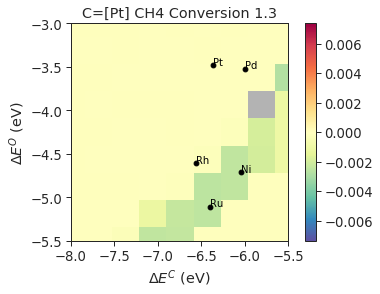 C=[Pt] CH4 Conversion 1.3
−3.0
−3.5
−4.0
−4.5
−5.0
−5.5
ΔE^O (eV)
Pt
Pd
Rh
Ni
Ru
−8.0 −7.5 −7.0 −6.5 −6.0 −5.5
ΔE^C (eV)
0.006
0.004
0.002
0.000
−0.002
−0.004
−0.006